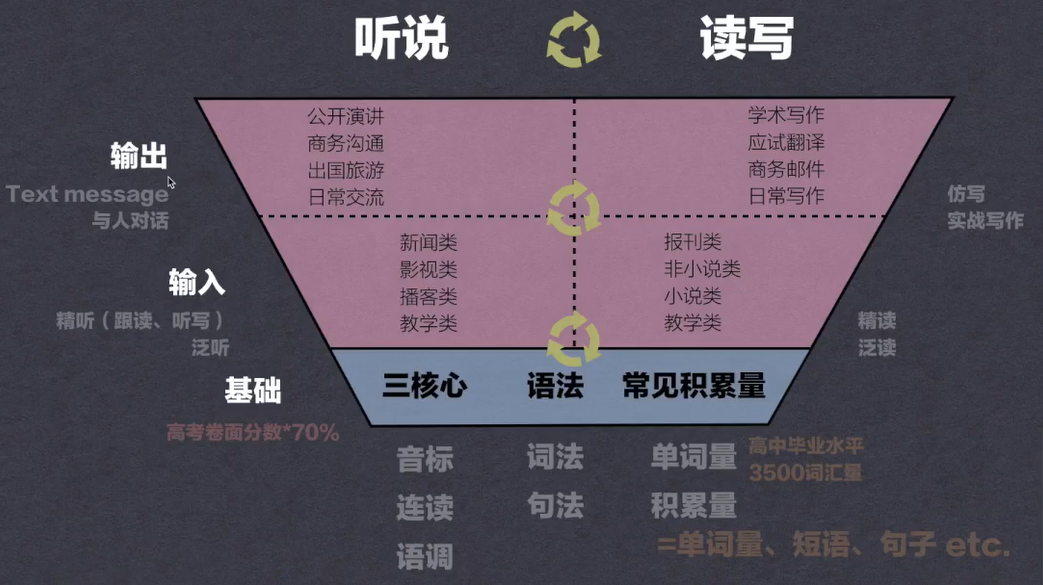 听说
读写
公开演讲
商务沟通
出国旅游
日常交流
学术写作
应试翻译
商务邮件
日常写作
输出
Text message
与人对话
仿写
实战写作
新闻类
影视类
播客类
教学类
报刊类
非小说类
小说类
教学类
输入
精听（跟读、听写）
泛听
精读
泛读
基础
三核心
语法
常见积累量
高考卷面分数*70%
音标
连读
语调
词法
句法
单词量
积累量
高中毕业水平
3500词汇量
=单词量、短语、句子 etc.